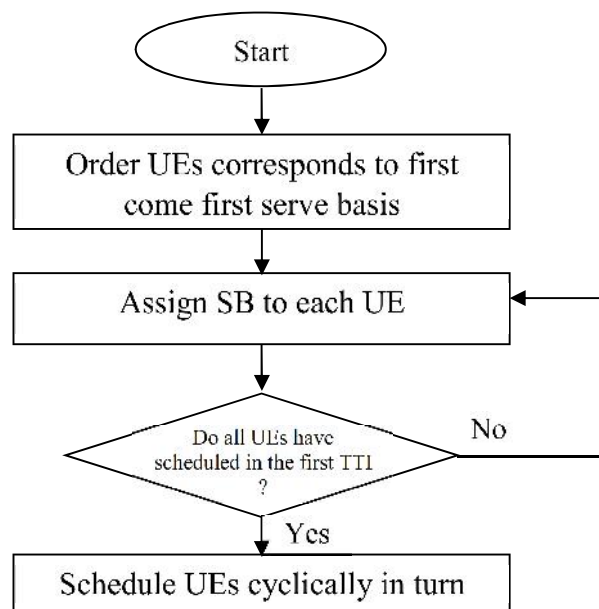 Start
Order UEs corresponds to first
come first serve basis
Assign SB to each UE
Do all UEs have
scheduled in the first TTI
?
No
Yes
Schedule UEs cyclically in turn